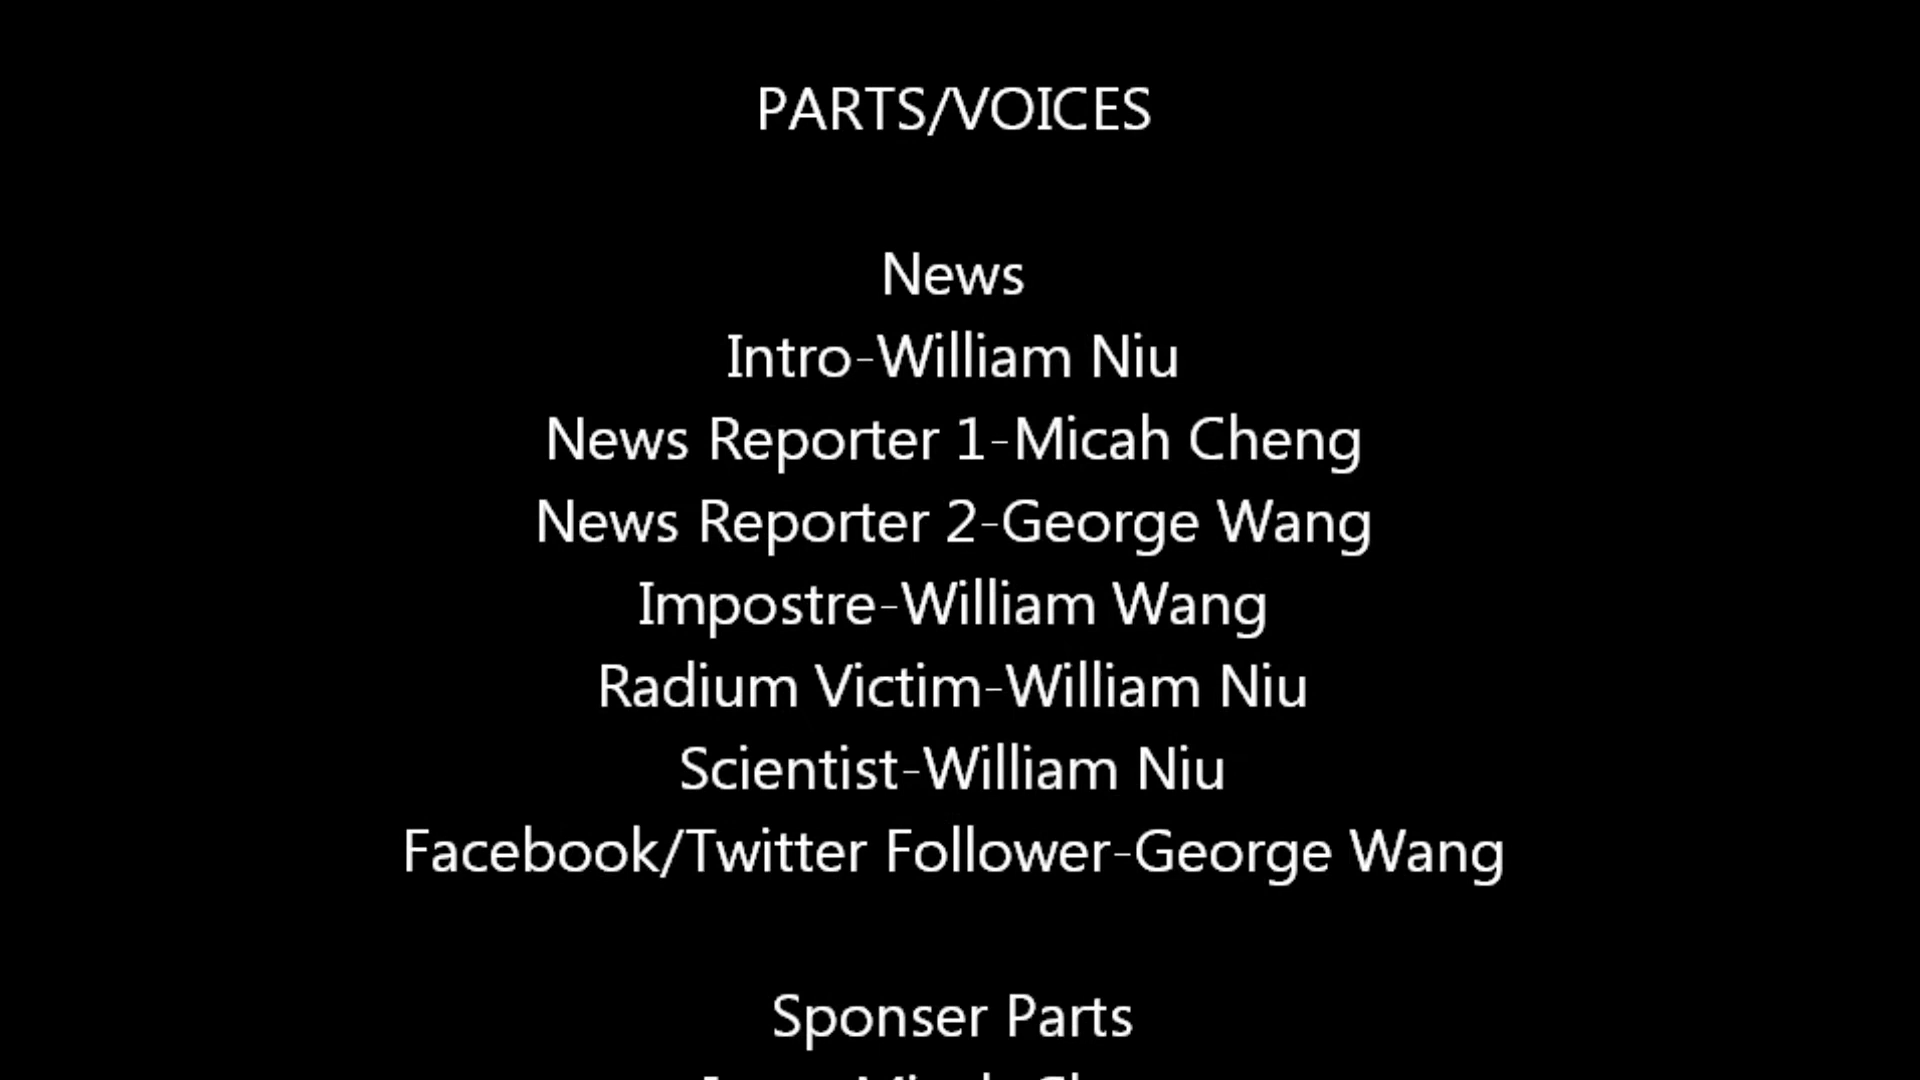 PARTS/VOICES
News
Intro-William Niu
News Reporter 1-Micah Cheng
News Reporter 2-George Wang
Impostre-William Wang
Radium Victim-William Niu
Scientist-William Niu
Facebook/Twitter Follower-George Wang
Sponser Parts